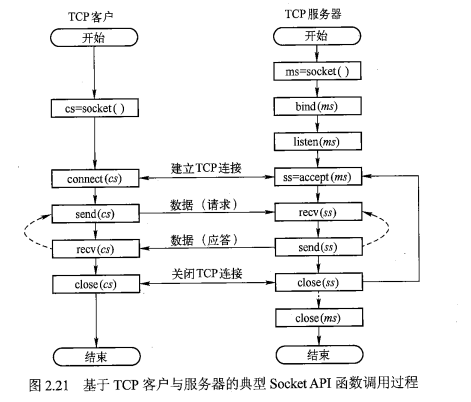 TCP客户
TCP服务器
开始
开始
ms=socket( )
cs=socket( )
bind(ms)
listen(ms)
connect(cs)
建立TCP连接
ss=accept(ms)
send(cs)
数据（请求）
recv(ss)
recv(cs)
数据（应答）
send(ss)
close(cs)
关闭TCP连接
close(ss)
close(ms)
结束
结束
图 2.21 基于 TCP 客户与服务器的典型 Socket API 函数调用过程